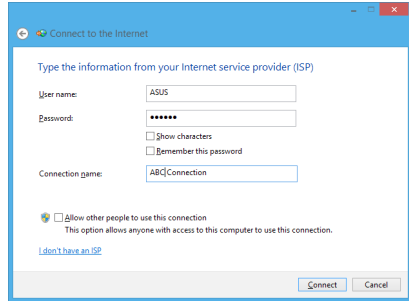 Connect to the Internet
Type the information from your Internet service provider (ISP)
User name: ASUS
Password: ••••••
Show characters
Remember this password
Connection name: ABC Connection
Allow other people to use this connection
This option allows anyone with access to this computer to use this connection.
I don't have an ISP
Connect Cancel